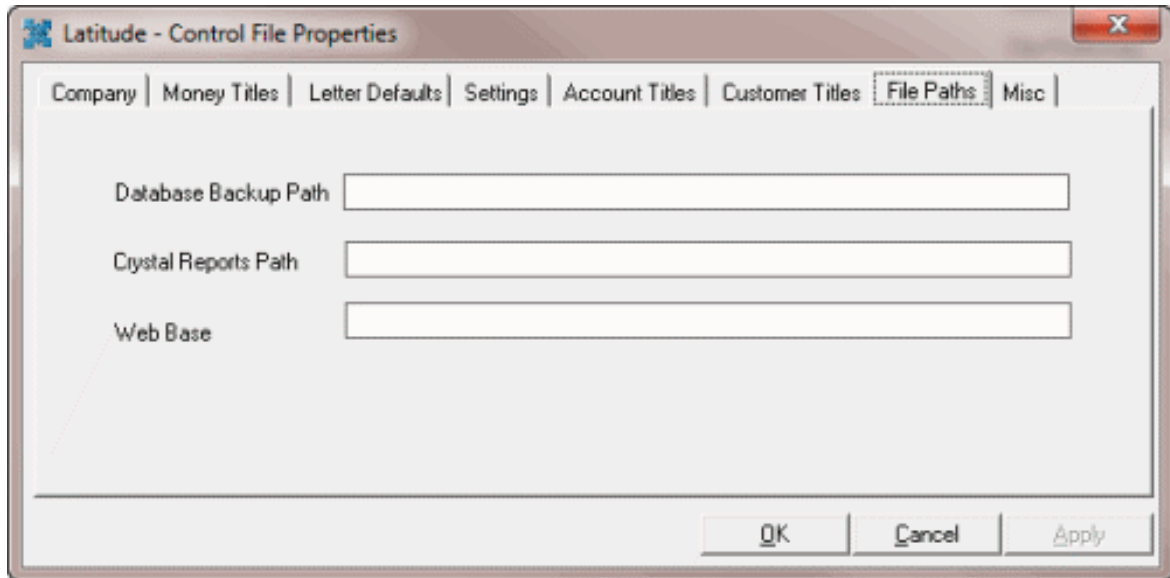 Latitude - Control File Properties
Company Money Titles Letter Defaults Settings Account Titles Customer Titles File Paths Misc
Database Backup Path
Crystal Reports Path
Web Base
OK Cancel Apply